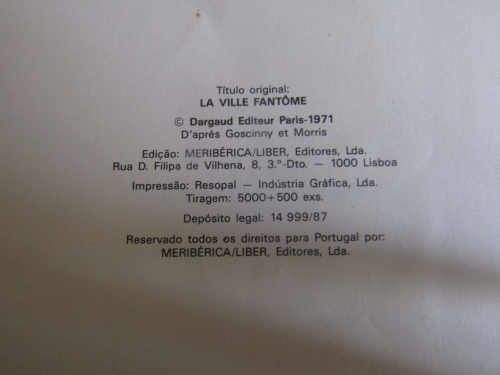 Título original:
LA VILLE FANTÔME
© Dargaud Editeur Paris-1971
D'après Goscinny et Morris
Edição: MERIBÉRICA/LIBER, Editores, Lda.
Rua D. Filipa de Vilhena, 8, 3.º-Dto. — 1000 Lisboa
Impressão: Resopal — Indústria Gráfica, Lda.
Tiragem: 5000+500 exs.
Depósito legal: 14 999/87
Reservado todos os direitos para Portugal por:
MERIBÉRICA/LIBER, Editores, Lda.